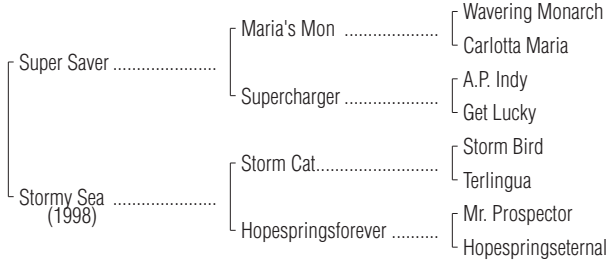 Wavering Monarch
Maria's Mon ..................
Carlotta Maria
Super Saver ......................
A.P. Indy
Supercharger ..................
Get Lucky
Storm Bird
Storm Cat.......................
Terlingua
Stormy Sea ......................
(1998)
Mr. Prospector
Hopespringsforever ..........
Hopespringseternal